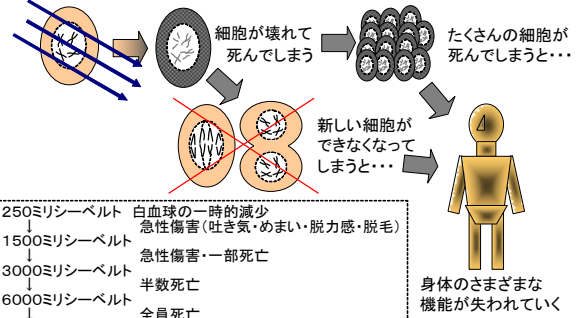 細胞が壊れて
死んでしまう
たくさんの細胞が
死んでしまうと・・・
新しい細胞が
できなくなって
しまうと・・・
身体のさまざまな
機能が失われていく
250ミリシーベルト 白血球の一時的減少
↓ 急性傷害(吐き気・めまい・脱力感・脱毛)
1500ミリシーベルト
↓ 急性傷害・一部死亡
3000ミリシーベルト
↓ 半数死亡
6000ミリシーベルト
↓ 全員死亡